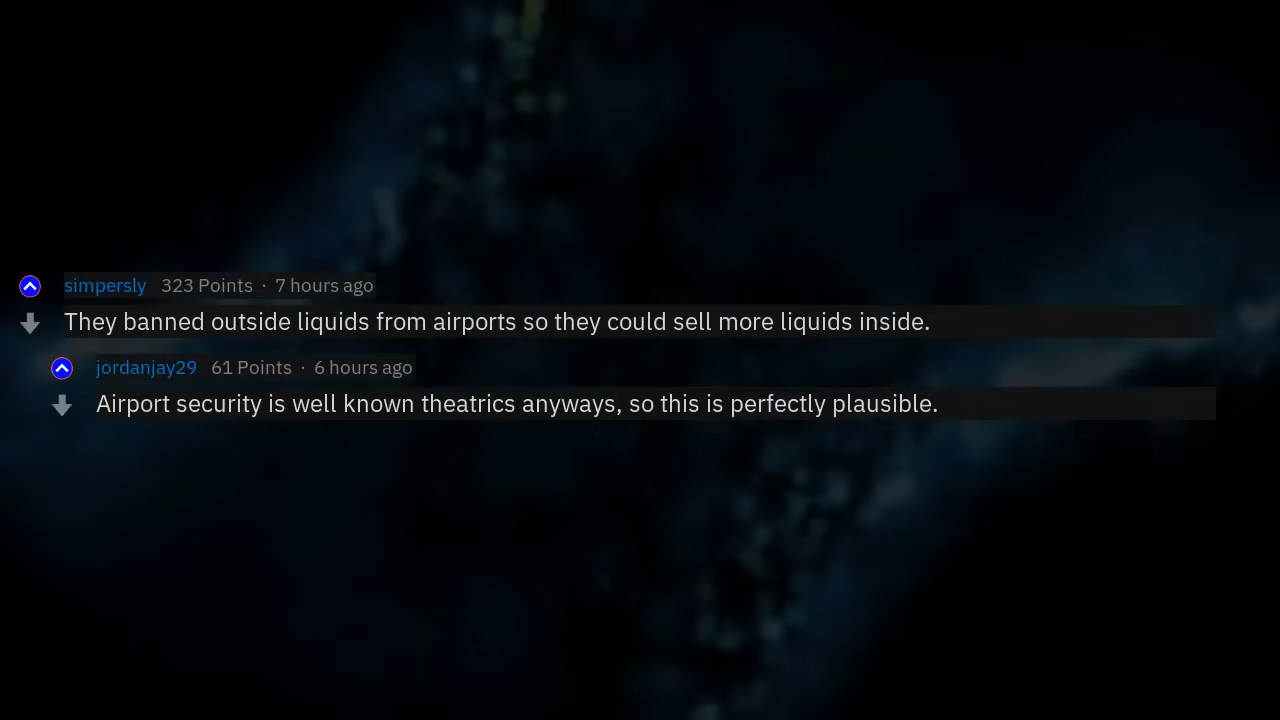 simpersly 323 Points · 7 hours ago
They banned outside liquids from airports so they could sell more liquids inside.
jordanjay29 61 Points · 6 hours ago
Airport security is well known theatrics anyways, so this is perfectly plausible.